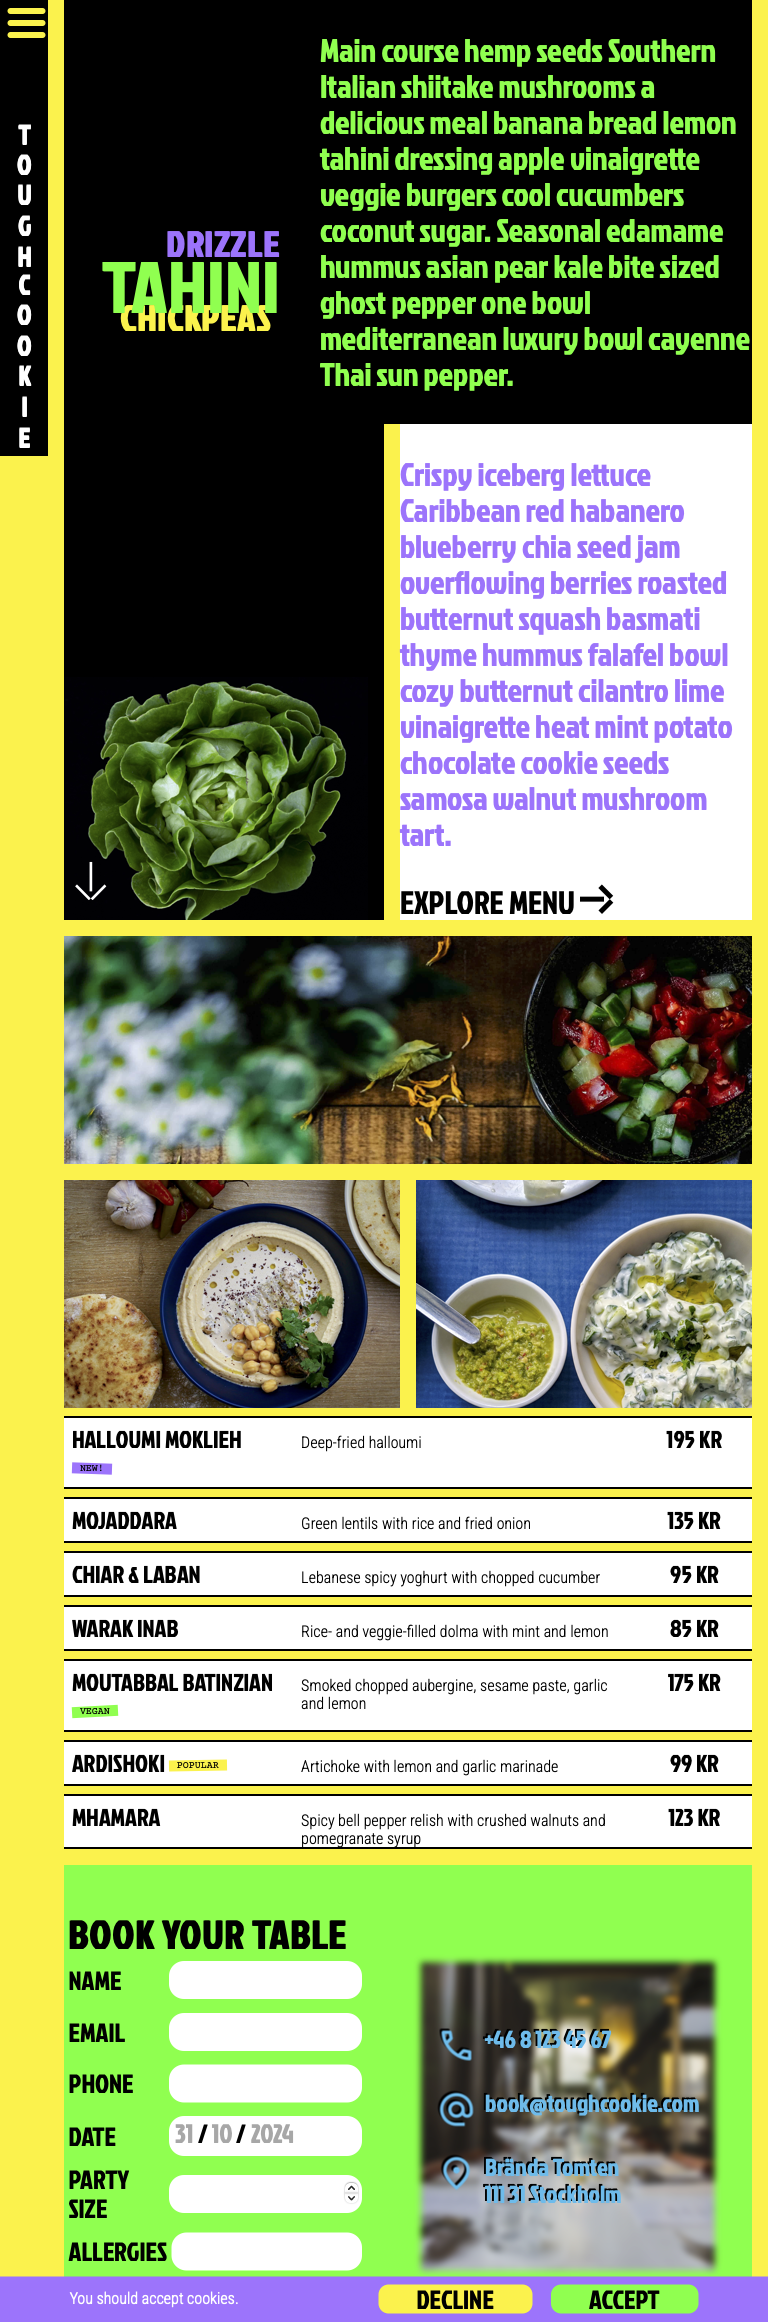 TOUGHCOOKIE
Main course hemp seeds Southern
Italian shiitake mushrooms a
delicious meal banana bread lemon
tahini dressing apple vinaigrette
veggie burgers cool cucumbers
coconut sugar. Seasonal edamame
hummus asian pear kale bite sized
ghost pepper one bowl
mediterranean luxury bowl cayenne
Thai sun pepper.
DRIZZLE
TAHINI
CHICKPEAS
Crispy iceberg lettuce
Caribbean red habanero
blueberry chia seed jam
overflowing berries roasted
butternut squash basmati
thyme hummus falafel bowl
cozy butternut cilantro lime
vinaigrette heat mint potato
chocolate cookie seeds
samosa walnut mushroom
tart.
EXPLORE MENU
HALLOUMI MOKLIEH Deep-fried halloumi 195 KR
NEW!
MOJADDARA Green lentils with rice and fried onion 135 KR
CHIAR & LABAN Lebanese spicy yoghurt with chopped cucumber 95 KR
WARAK INAB Rice- and veggie-filled dolma with mint and lemon 85 KR
MOUTABBAL BATINZIAN Smoked chopped aubergine, sesame paste, garlic 175 KR
and lemon
VEGAN
ARDISHOKI POPULAR Artichoke with lemon and garlic marinade 99 KR
MHAMARA Spicy bell pepper relish with crushed walnuts and 123 KR
pomegranate syrup
BOOK YOUR TABLE
NAME
EMAIL
PHONE
DATE 31 / 10 / 2024
PARTY
SIZE
ALLERGIES
+46 8 123 45 67
book@toughcookie.com
Brända Tomten
111 31 Stockholm
You should accept cookies. DECLINE ACCEPT